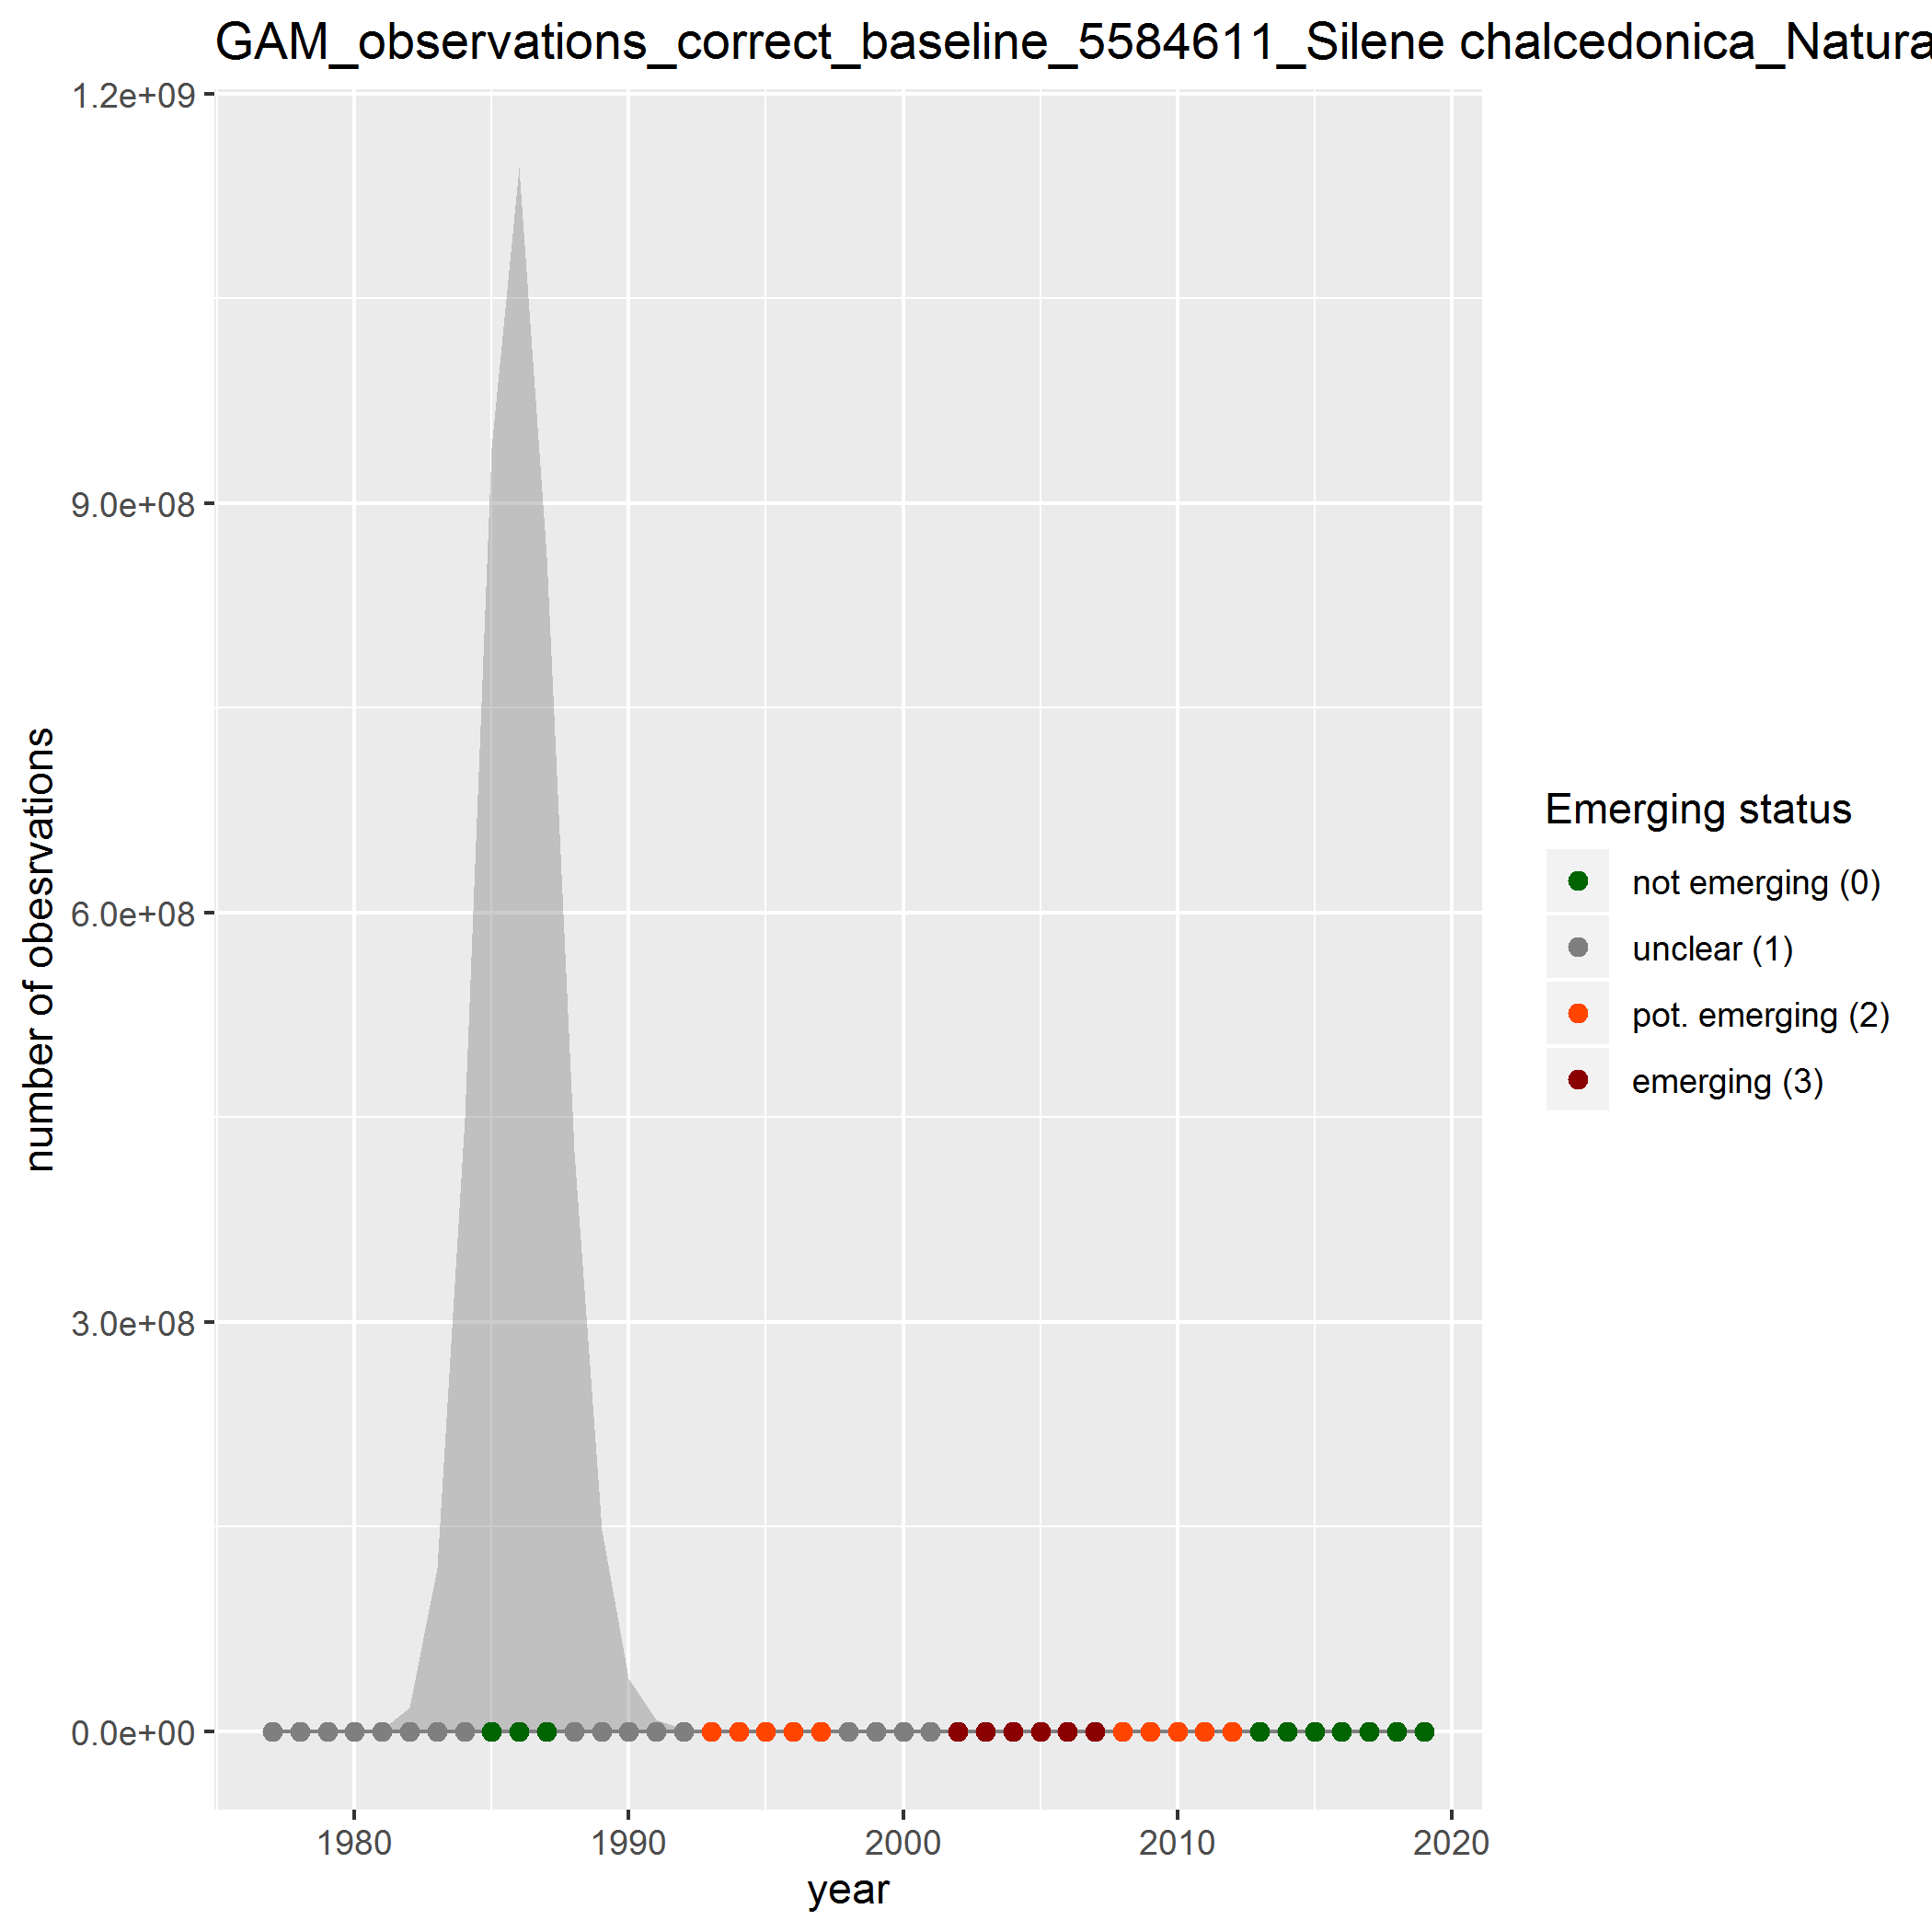 GAM_observations_correct_baseline_5584611_Silene chalcedonica_Natura
1.2e+09
9.0e+08
6.0e+08
3.0e+08
0.0e+00
number of obesrvations
1980 1990 2000 2010 2020
year
Emerging status
not emerging (0)
unclear (1)
pot. emerging (2)
emerging (3)